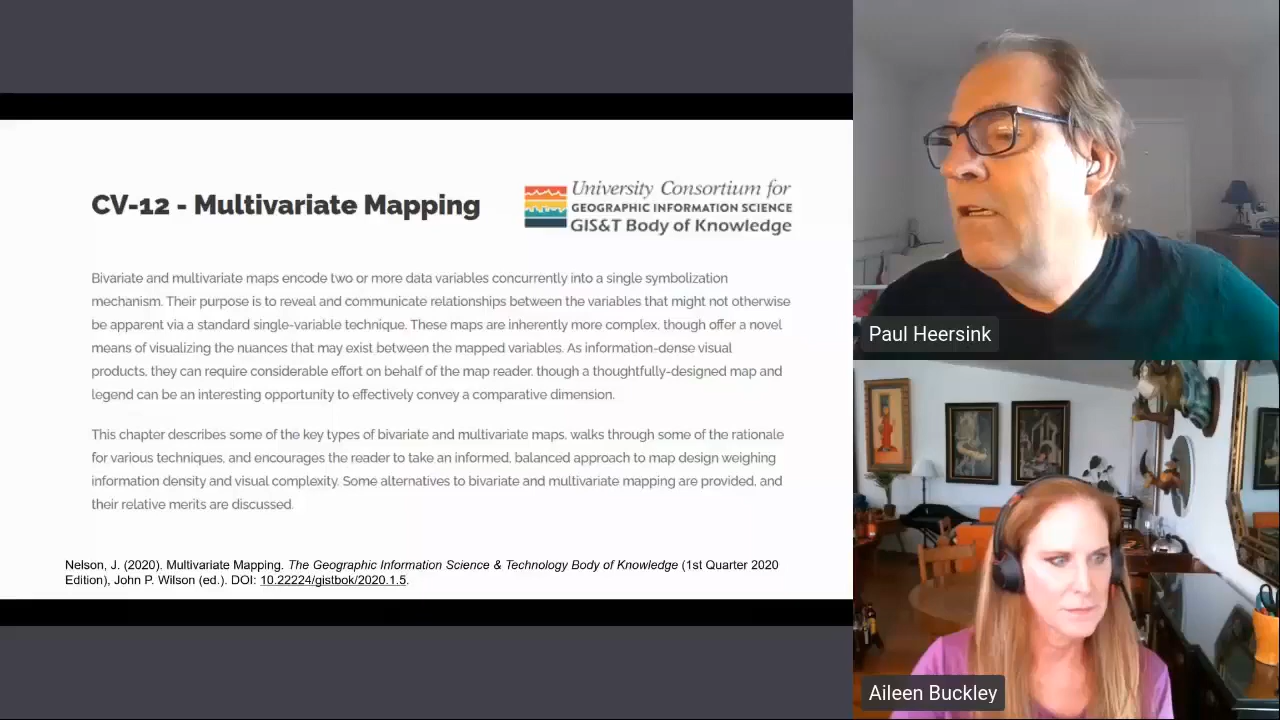 CV-12 - Multivariate Mapping
University Consortium for
GEOGRAPHIC INFORMATION SCIENCE
GIS&T Body of Knowledge
Bivariate and multivariate maps encode two or more data variables concurrently into a single symbolization
mechanism. Their purpose is to reveal and communicate relationships between the variables that might not otherwise
be apparent via a standard single-variable technique. These maps are inherently more complex, though offer a novel
means of visualizing the nuances that may exist between the mapped variables. As information-dense visual
products, they can require considerable effort on behalf of the map reader, though a thoughtfully-designed map and
legend can be an interesting opportunity to effectively convey a comparative dimension.
This chapter describes some of the key types of bivariate and multivariate maps, walks through some of the rationale
for various techniques, and encourages the reader to take an informed, balanced approach to map design weighing
information density and visual complexity. Some alternatives to bivariate and multivariate mapping are provided, and
their relative merits are discussed.
Nelson, J. (2020). Multivariate Mapping. The Geographic Information Science & Technology Body of Knowledge (1st Quarter 2020
Edition), John P. Wilson (ed.). DOI: 10.22224/gistbok/2020.1.5.
Paul Heersink
Aileen Buckley